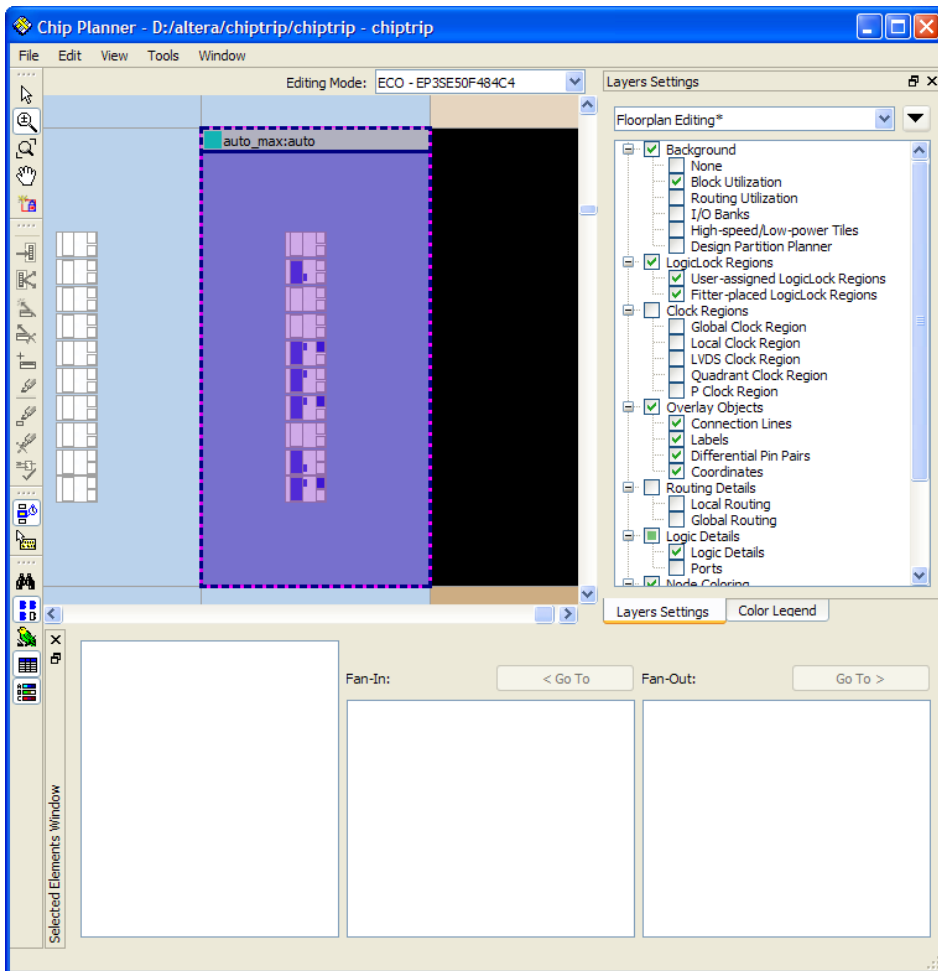 Chip Planner - D:/altera/chiptrip/chiptrip - chiptrip
File Edit View Tools Window
Editing Mode: ECO - EP3SE50F484C4
Layers Settings
Floorplan Editing*
auto_max:auto
Background
None
Block Utilization
Routing Utilization
I/O Banks
High-speed/Low-power Tiles
Design Partition Planner
LogicLock Regions
User-assigned LogicLock Regions
Fitter-placed LogicLock Regions
Clock Regions
Global Clock Region
Local Clock Region
LVDS Clock Region
Quadrant Clock Region
P Clock Region
Overlay Objects
Connection Lines
Labels
Differential Pin Pairs
Coordinates
Routing Details
Local Routing
Global Routing
Logic Details
Logic Details
Ports
Node Coloring
Layers Settings Color Legend
Selected Elements Window
Fan-In: < Go To Fan-Out: Go To >